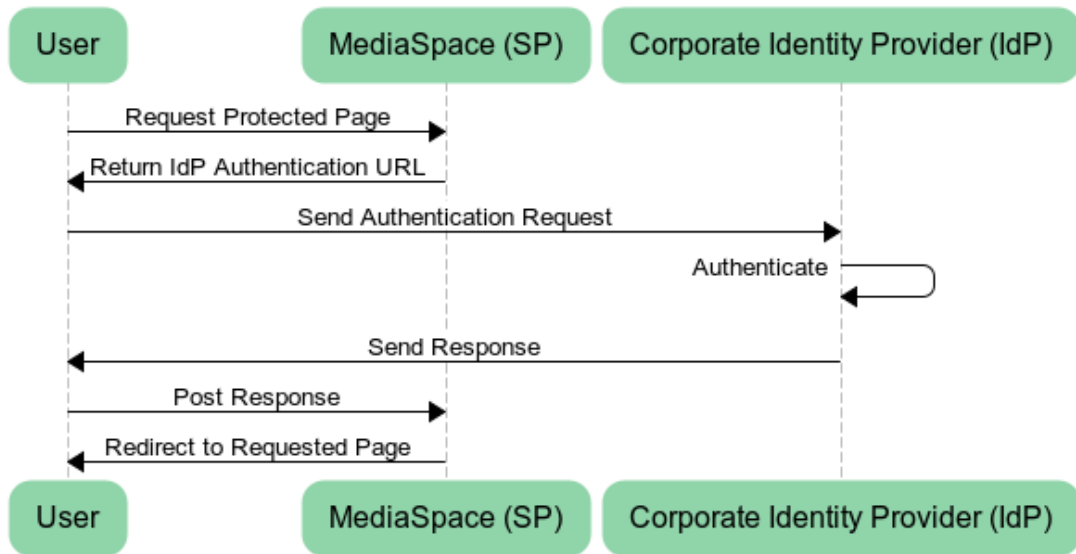 User
MediaSpace (SP)
Corporate Identity Provider (IdP)
Request Protected Page
Return IdP Authentication URL
Send Authentication Request
Authenticate
Send Response
Post Response
Redirect to Requested Page
User
MediaSpace (SP)
Corporate Identity Provider (IdP)